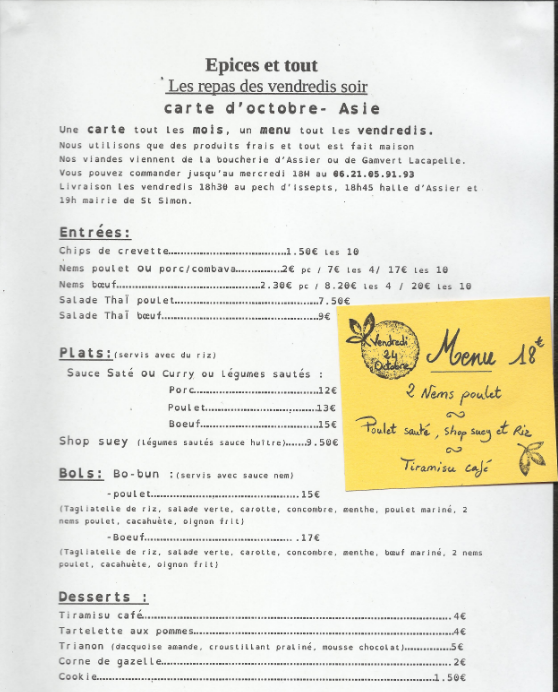 Epices et tout
Les repas des vendredis soir
carte d'octobre- Asie
Une carte tout les mois, un menu tout les vendredis.
Nous utilisons que des produits frais et tout est fait maison
Nos viandes viennent de la boucherie d'Assier ou de Gamvert Lacapelle.
Vous pouvez commander jusqu'au mercredi 18H au 06.21.05.91.93
Livraison les vendredis 18h30 au pech d'Issepts, 18h45 halle d'Assier et
19h mairie de St Simon.
Entrées:
Chips de crevette...1.50€ les 10
Nems poulet OU porc/combava...2€ pc / 7€ les 4/ 17€ les 10
Nems bœuf...2.30€ pc / 8.20€ les 4 / 20€ les 10
Salade Thaï poulet...7.50€
Salade Thaï bœuf...9€
Plats:(servis avec du riz)
Sauce Saté OU Curry ou Légumes sautés :
Porc...12€
Poulet...13€
Boeuf...15€
Shop suey (légumes sautés sauce huître)...9.50€
Vendredi
24
Octobre
Menu 18€
2 Nems poulet
Poulet sauté, Shop suey et Riz
Tiramisu café
Bols: Bo-bun :(servis avec sauce nem)
-poulet...15€
(Tagliatelle de riz, salade verte, carotte, concombre, menthe, poulet mariné, 2
nems poulet, cacahuète, oignon frit)
-Boeuf...17€
(Tagliatelle de riz, salade verte, carotte, concombre, menthe, bœuf mariné, 2 nems
poulet, cacahuète, oignon frit)
Desserts :
Tiramisu café...4€
Tartelette aux pommes...4€
Trianon (dacquoise amande, croustillant praliné, mousse chocolat)...5€
Corne de gazelle...2€
Cookie...1.50€